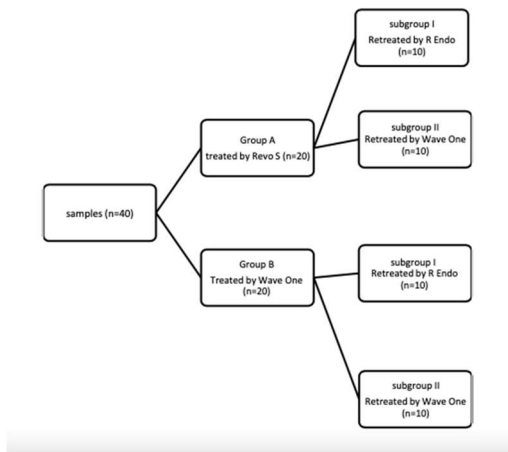 subgroup I
Retreated by R Endo
(n=10)
subgroup II
Retreated by Wave One
(n=10)
Group A
treated by Revo S (n=20)
samples (n=40)
Group B
Treated by Wave One
(n=20)
subgroup I
Retreated by R Endo
(n=10)
subgroup II
Retreated by Wave One
(n=10)